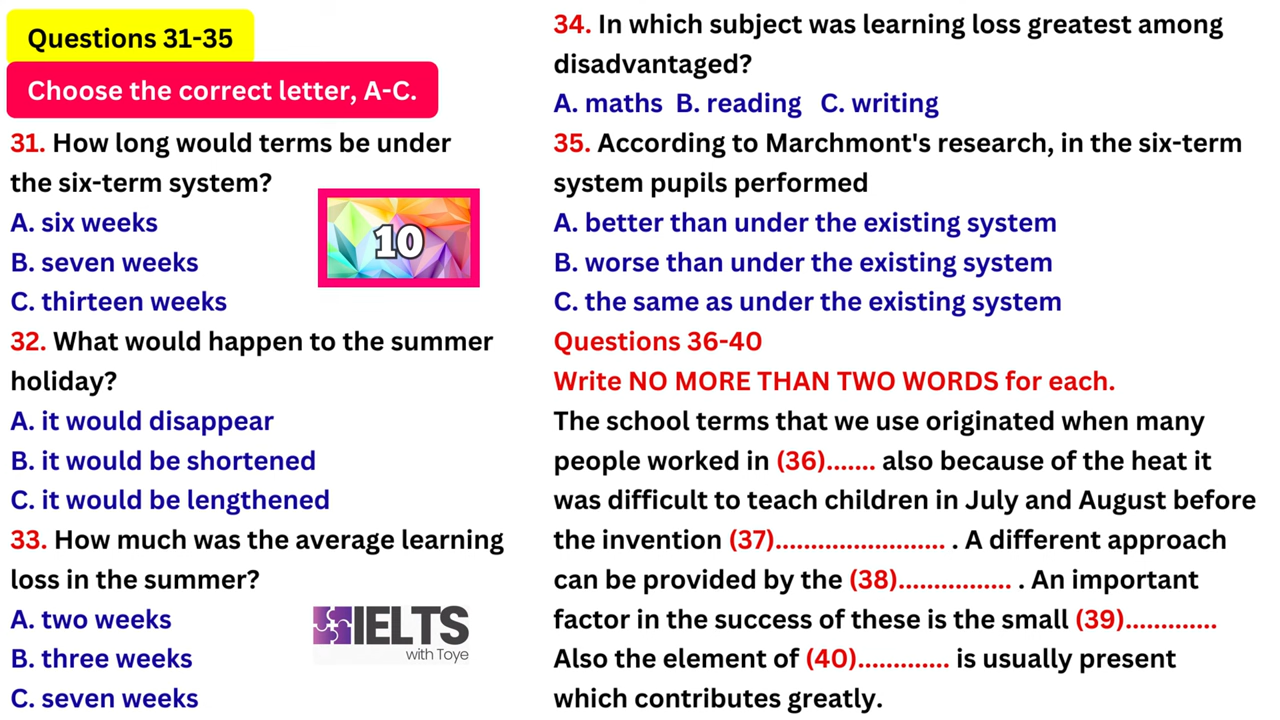 Questions 31-35
Choose the correct letter, A-C.
31. How long would terms be under
the six-term system?
A. six weeks
B. seven weeks
C. thirteen weeks
10
32. What would happen to the summer
holiday?
A. it would disappear
B. it would be shortened
C. it would be lengthened
33. How much was the average learning
loss in the summer?
A. two weeks
B. three weeks
C. seven weeks
IELTS
with Toye
34. In which subject was learning loss greatest among
disadvantaged?
A. maths B. reading C. writing
35. According to Marchmont's research, in the six-term
system pupils performed
A. better than under the existing system
B. worse than under the existing system
C. the same as under the existing system
Questions 36-40
Write NO MORE THAN TWO WORDS for each.
The school terms that we use originated when many
people worked in (36)....... also because of the heat it
was difficult to teach children in July and August before
the invention (37)........................ . A different approach
can be provided by the (38)................ . An important
factor in the success of these is the small (39).............
Also the element of (40)............. is usually present
which contributes greatly.